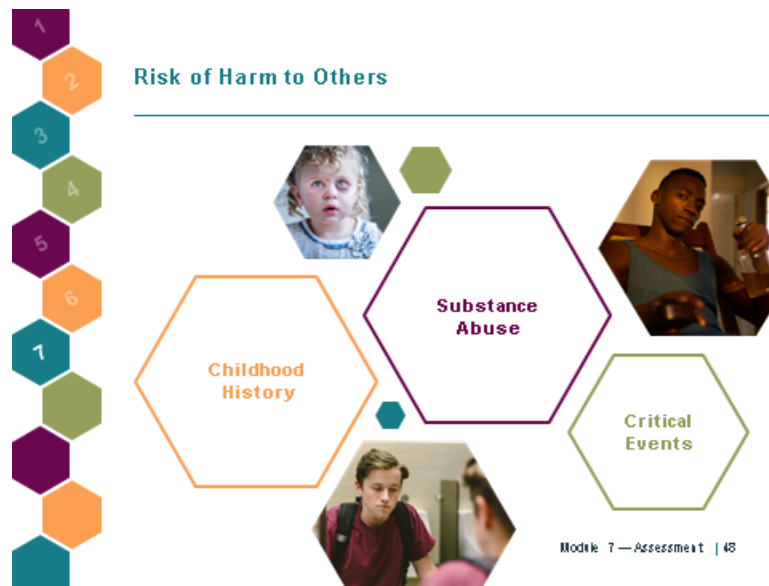 1
2
3
4
5
6
7
Risk of Harm to Others
Substance
Abuse
Childhood
History
Critical
Events
Module 7 — Assessment | 48